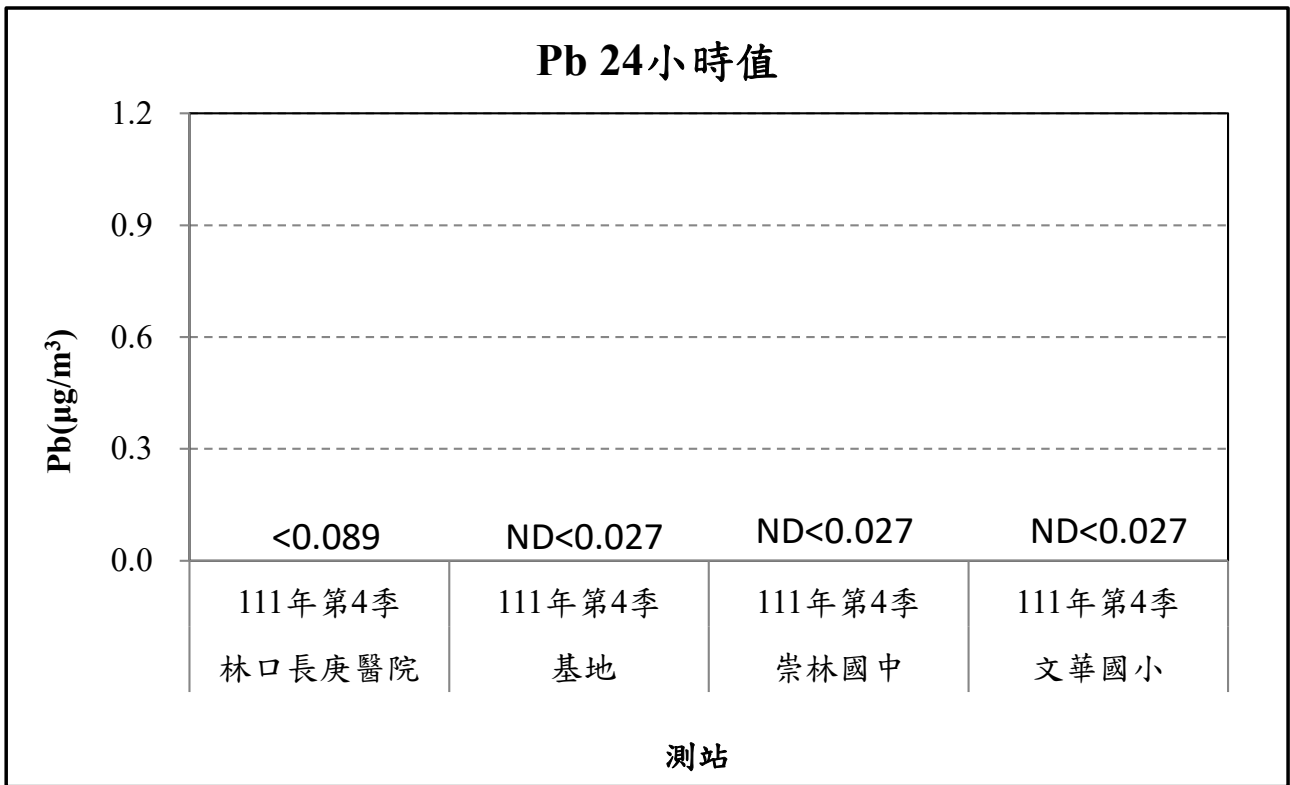 Pb 24小時值
1.2
0.9
0.6
0.3
0.0
Pb(μg/m³)
<0.089
ND<0.027
ND<0.027
ND<0.027
111年第4季
111年第4季
111年第4季
111年第4季
林口長庚醫院
基地
崇林國中
文華國小
測站